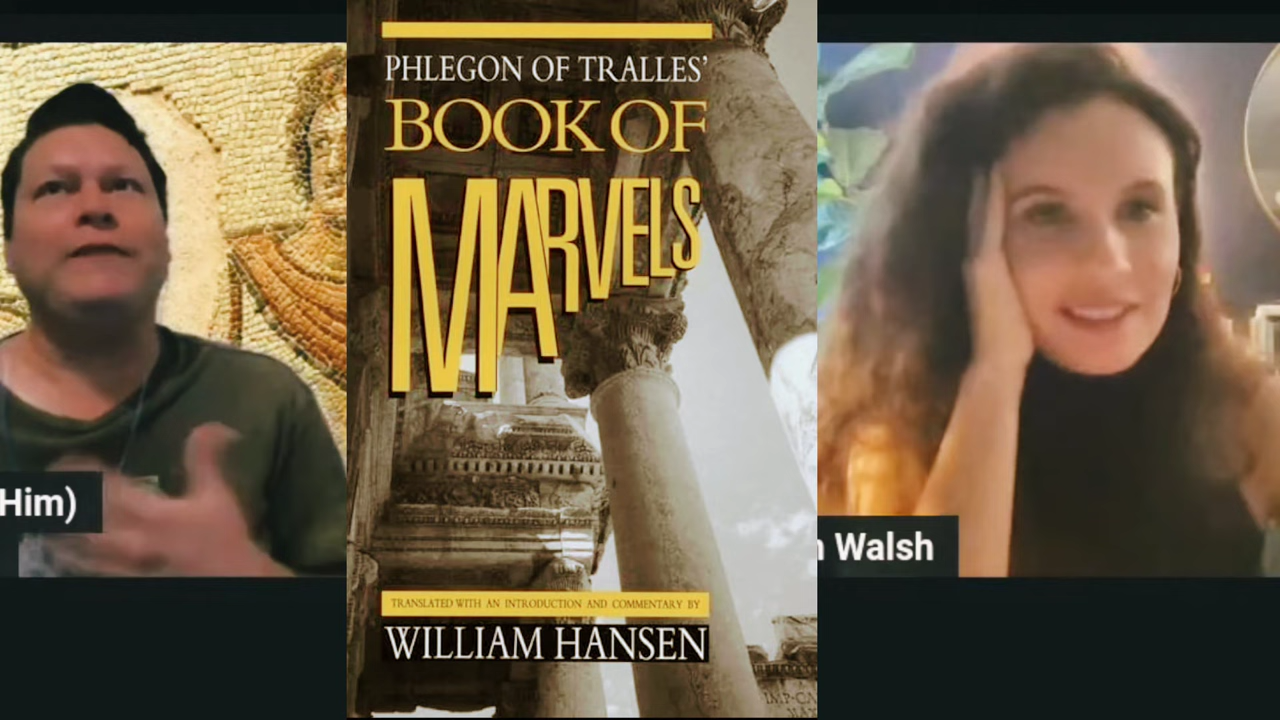 PHLEGON OF TRALLES'
BOOK OF
MARVELS
TRANSLATED WITH AN INTRODUCTION AND COMMENTARY BY
WILLIAM HANSEN
Him)
Walsh